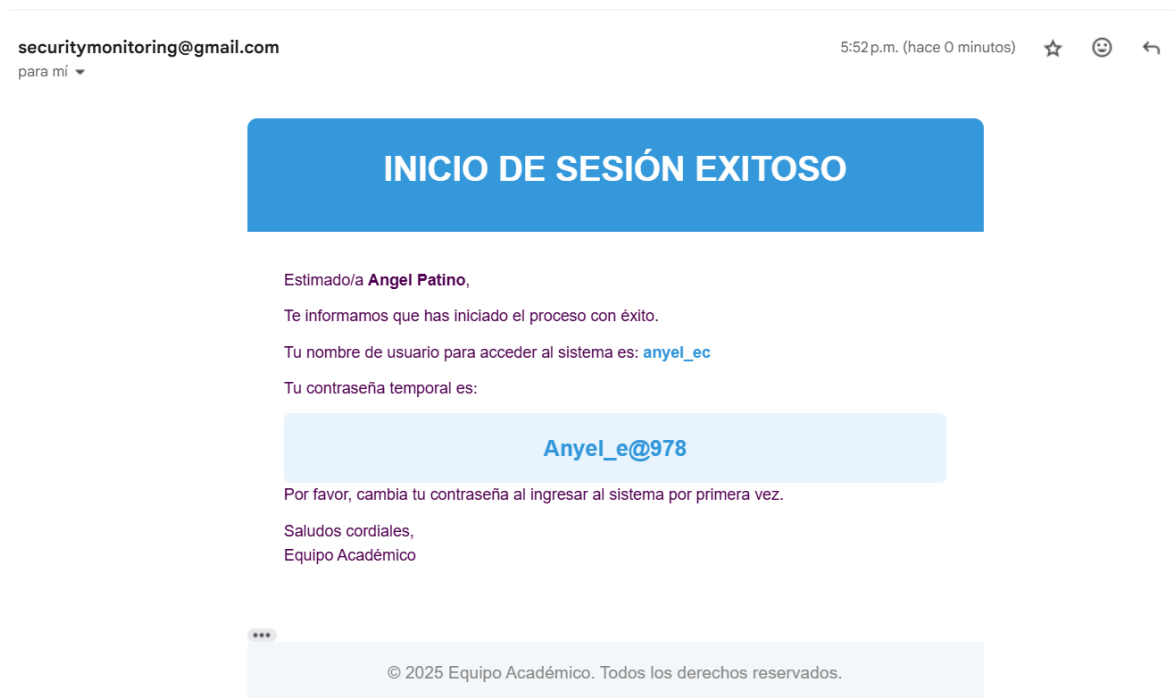 securitymonitoring@gmail.com
5:52 p.m. (hace 0 minutos)
para mí
INICIO DE SESIÓN EXITOSO
Estimado/a Angel Patino,
Te informamos que has iniciado el proceso con éxito.
Tu nombre de usuario para acceder al sistema es: anyel_ec
Tu contraseña temporal es:
Anyel_e@978
Por favor, cambia tu contraseña al ingresar al sistema por primera vez.
Saludos cordiales,
Equipo Académico
© 2025 Equipo Académico. Todos los derechos reservados.